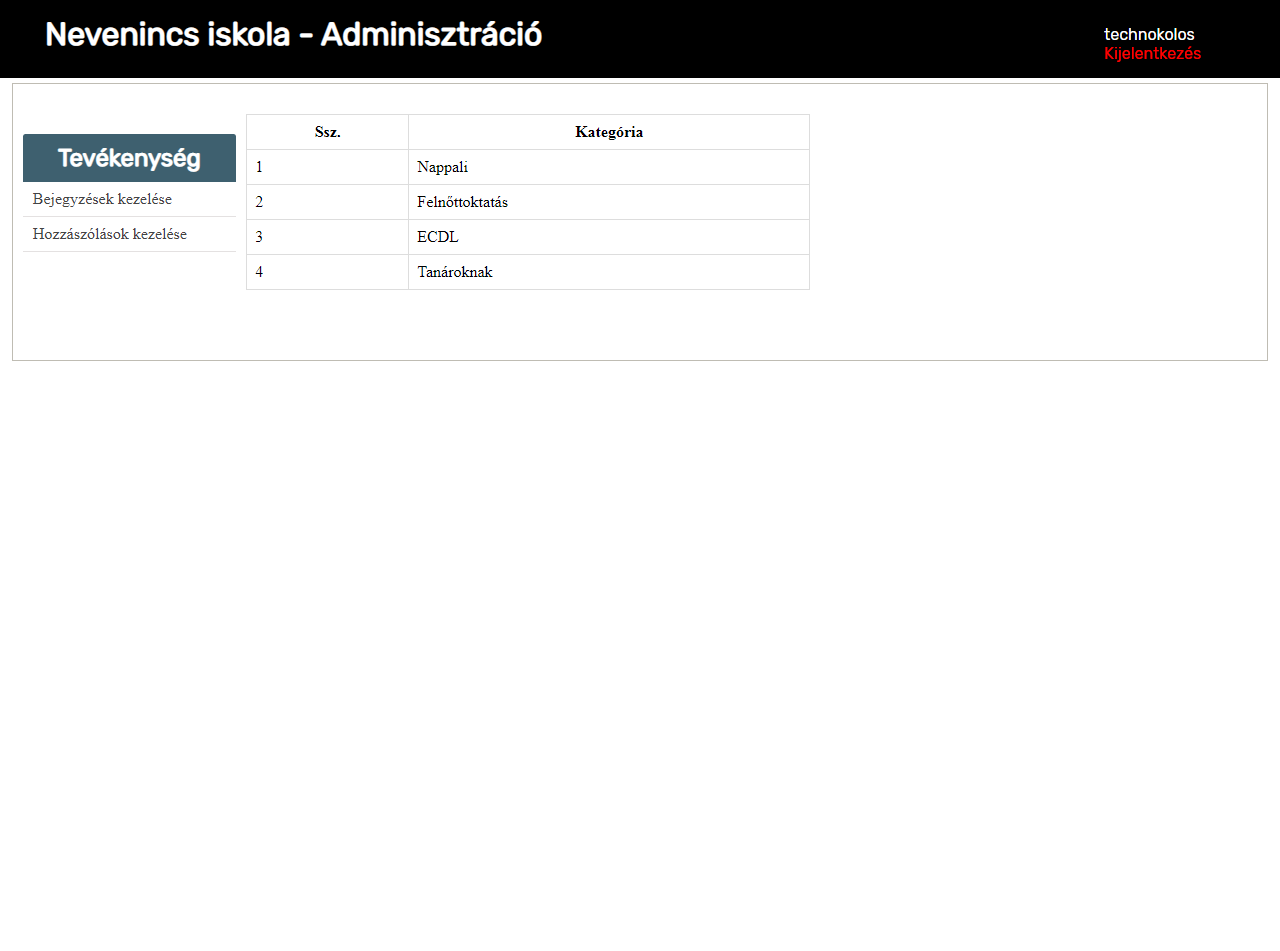 Nevenincs iskola - Adminisztráció
technokolos
Kijelentkezés
Tevékenység
Bejegyzések kezelése
Hozzászólások kezelése
Ssz. Kategória
1 Nappali
2 Felnőttoktatás
3 ECDL
4 Tanároknak